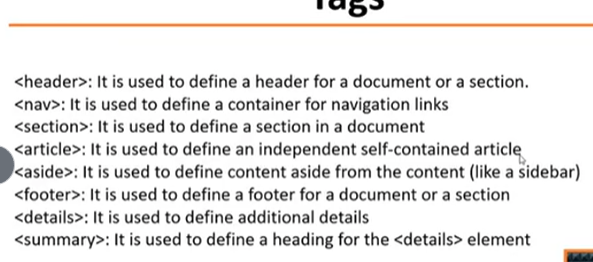 Tags
<header>: It is used to define a header for a document or a section.
<nav>: It is used to define a container for navigation links
<section>: It is used to define a section in a document
<article>: It is used to define an independent self-contained article
<aside>: It is used to define content aside from the content (like a sidebar)
<footer>: It is used to define a footer for a document or a section
<details>: It is used to define additional details
<summary>: It is used to define a heading for the <details> element